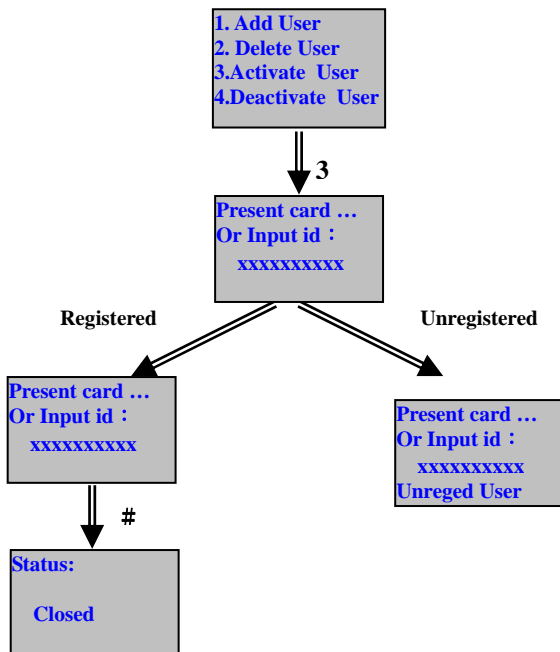 1. Add User
2. Delete User
3.Activate User
4.Deactivate User
3
Present card …
Or Input id：
xxxxxxxxxx
Registered
Unregistered
Present card …
Or Input id：
xxxxxxxxxx
#
Status:
Closed
Present card …
Or Input id：
xxxxxxxxxx
Unreged User